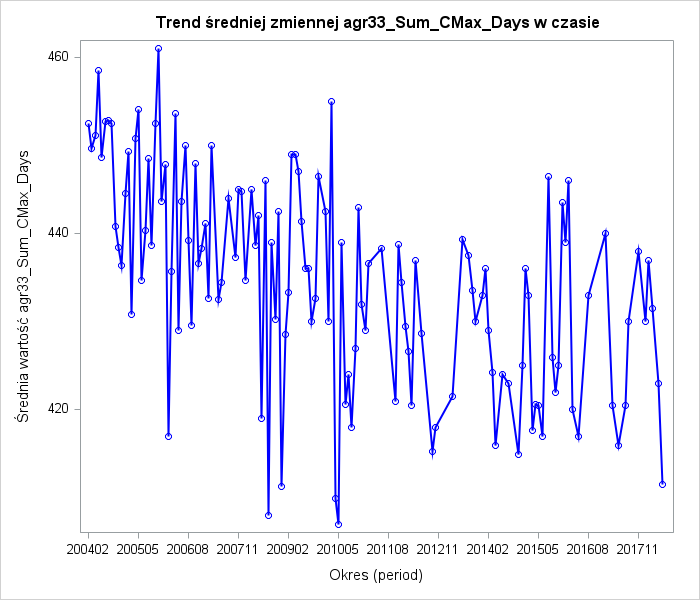 Trend średniej zmiennej agr33_Sum_CMax_Days w czasie
Średnia wartość agr33_Sum_CMax_Days
460
440
420
200402 200505 200608 200711 200902 201005 201108 201211 201402 201505 201608 201711
Okres (period)